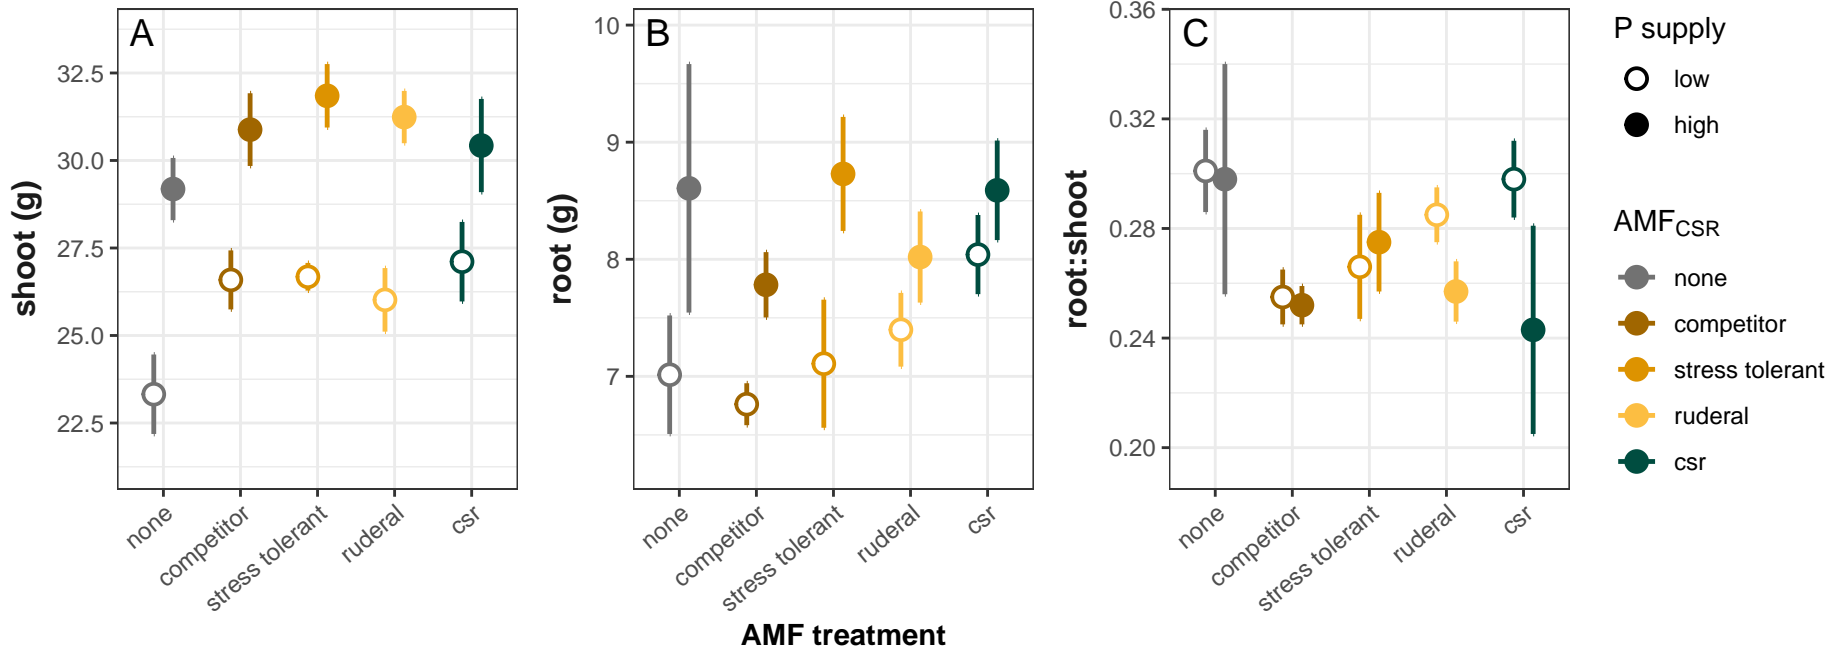 A
shoot (g)
32.5
30.0
27.5
25.0
22.5
none
competitor
stress tolerant
ruderal
csr
B
root (g)
10
9
8
7
none
competitor
stress tolerant
ruderal
csr
AMF treatment
C
root:shoot
0.36
0.32
0.28
0.24
0.20
none
competitor
stress tolerant
ruderal
csr
P supply
low
high
AMFCSR
none
competitor
stress tolerant
ruderal
csr